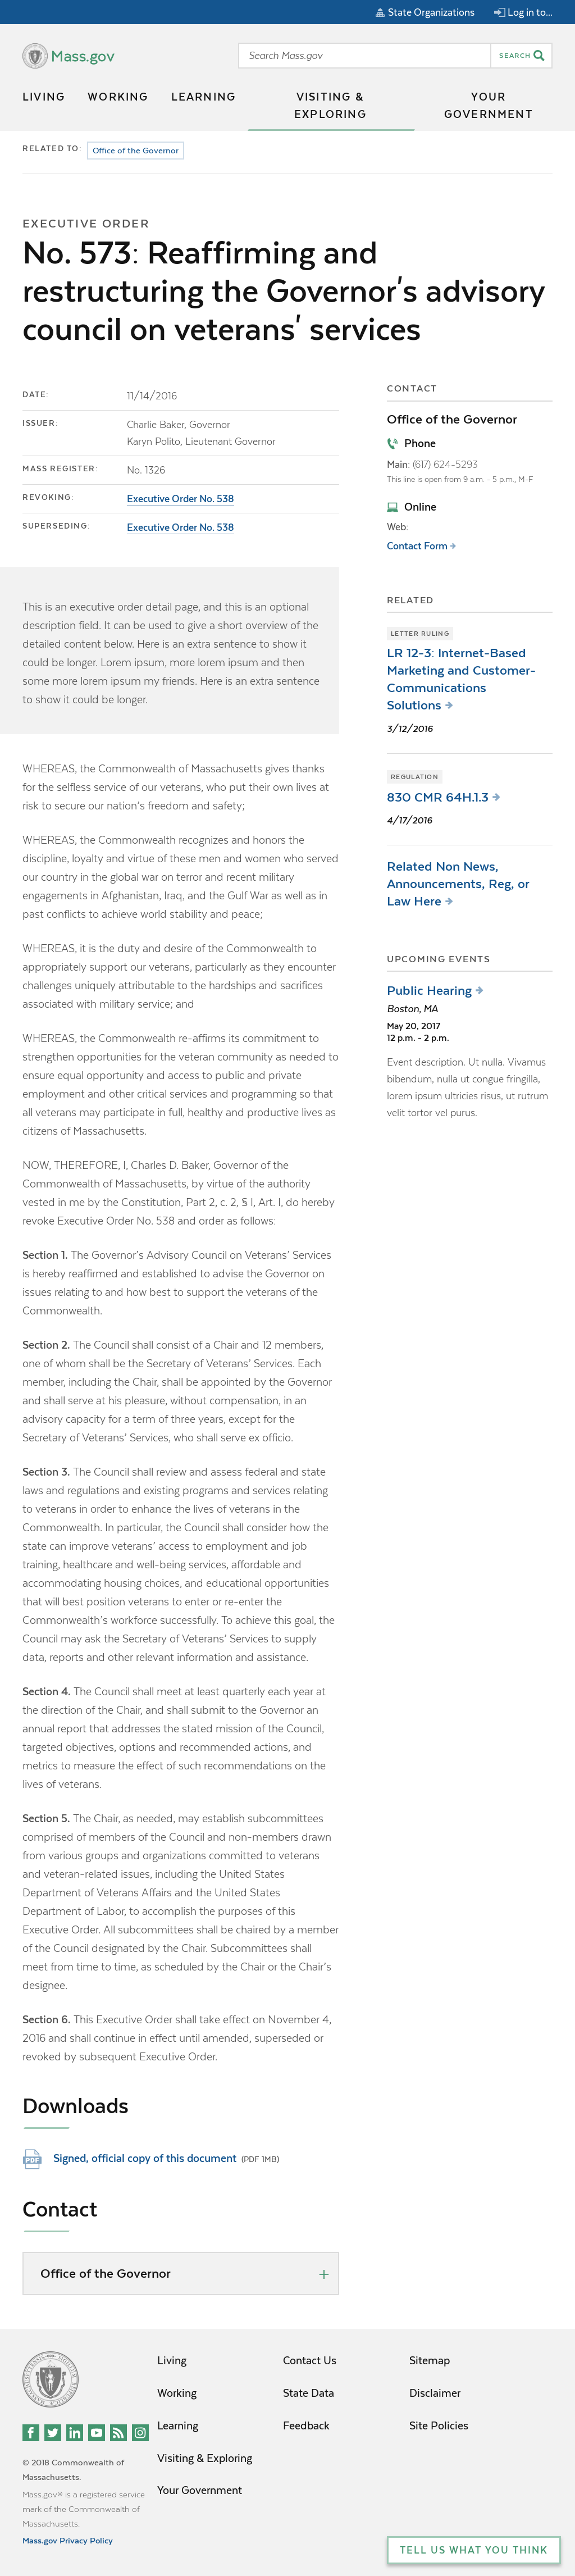 State Organizations
Log in to...
Mass.gov
Search Mass.gov
SEARCH
LIVING
WORKING
LEARNING
VISITING &
EXPLORING
YOUR
GOVERNMENT
RELATED TO:
Office of the Governor
EXECUTIVE ORDER
No. 573: Reaffirming and
restructuring the Governor's advisory
council on veterans' services
DATE:
11/14/2016
ISSUER:
Charlie Baker, Governor
Karyn Polito, Lieutenant Governor
MASS REGISTER:
No. 1326
REVOKING:
Executive Order No. 538
SUPERSEDING:
Executive Order No. 538
This is an executive order detail page, and this is an optional
description field. It can be used to give a short overview of the
detailed content below. Here is an extra sentence to show it
could be longer. Lorem ipsum, more lorem ipsum and then
some more lorem ipsum my friends. Here is an extra sentence
to show it could be longer.
WHEREAS, the Commonwealth of Massachusetts gives thanks
for the selfless service of our veterans, who put their own lives at
risk to secure our nation's freedom and safety;
WHEREAS, the Commonwealth recognizes and honors the
discipline, loyalty and virtue of these men and women who served
our country in the global war on terror and recent military
engagements in Afghanistan, Iraq, and the Gulf War as well as in
past conflicts to achieve world stability and peace;
WHEREAS, it is the duty and desire of the Commonwealth to
appropriately support our veterans, particularly as they encounter
challenges uniquely attributable to the hardships and sacrifices
associated with military service; and
WHEREAS, the Commonwealth re-affirms its commitment to
strengthen opportunities for the veteran community as needed to
ensure equal opportunity and access to public and private
employment and other critical services and programming so that
all veterans may participate in full, healthy and productive lives as
citizens of Massachusetts.
NOW, THEREFORE, I, Charles D. Baker, Governor of the
Commonwealth of Massachusetts, by virtue of the authority
vested in me by the Constitution, Part 2, c. 2, § I, Art. I, do hereby
revoke Executive Order No. 538 and order as follows:
Section 1. The Governor's Advisory Council on Veterans' Services
is hereby reaffirmed and established to advise the Governor on
issues relating to and how best to support the veterans of the
Commonwealth.
Section 2. The Council shall consist of a Chair and 12 members,
one of whom shall be the Secretary of Veterans' Services. Each
member, including the Chair, shall be appointed by the Governor
and shall serve at his pleasure, without compensation, in an
advisory capacity for a term of three years, except for the
Secretary of Veterans' Services, who shall serve ex officio.
Section 3. The Council shall review and assess federal and state
laws and regulations and existing programs and services relating
to veterans in order to enhance the lives of veterans in the
Commonwealth. In particular, the Council shall consider how the
state can improve veterans' access to employment and job
training, healthcare and well-being services, affordable and
accommodating housing choices, and educational opportunities
that will best position veterans to enter or re-enter the
Commonwealth's workforce successfully. To achieve this goal, the
Council may ask the Secretary of Veterans' Services to supply
data, reports and other relevant information and assistance.
Section 4. The Council shall meet at least quarterly each year at
the direction of the Chair, and shall submit to the Governor an
annual report that addresses the stated mission of the Council,
targeted objectives, options and recommended actions, and
metrics to measure the effect of such recommendations on the
lives of veterans.
Section 5. The Chair, as needed, may establish subcommittees
comprised of members of the Council and non-members drawn
from various groups and organizations committed to veterans
and veteran-related issues, including the United States
Department of Veterans Affairs and the United States
Department of Labor, to accomplish the purposes of this
Executive Order. All subcommittees shall be chaired by a member
of the Council designated by the Chair. Subcommittees shall
meet from time to time, as scheduled by the Chair or the Chair's
designee.
Section 6. This Executive Order shall take effect on November 4,
2016 and shall continue in effect until amended, superseded or
revoked by subsequent Executive Order.
Downloads
PDF
Signed, official copy of this document (PDF 1MB)
Contact
Office of the Governor
CONTACT
Office of the Governor
Phone
Main: (617) 624-5293
This line is open from 9 a.m. - 5 p.m., M-F
Online
Web:
Contact Form
RELATED
LETTER RULING
LR 12-3: Internet-Based
Marketing and Customer-
Communications
Solutions
3/12/2016
REGULATION
830 CMR 64H.1.3
4/17/2016
Related Non News,
Announcements, Reg, or
Law Here
UPCOMING EVENTS
Public Hearing
Boston, MA
May 20, 2017
12 p.m. - 2 p.m.
Event description. Ut nulla. Vivamus
bibendum, nulla ut congue fringilla,
lorem ipsum ultricies risus, ut rutrum
velit tortor vel purus.
© 2018 Commonwealth of
Massachusetts.
Mass.gov® is a registered service
mark of the Commonwealth of
Massachusetts.
Mass.gov Privacy Policy
Living
Working
Learning
Visiting & Exploring
Your Government
Contact Us
State Data
Feedback
Sitemap
Disclaimer
Site Policies
TELL US WHAT YOU THINK